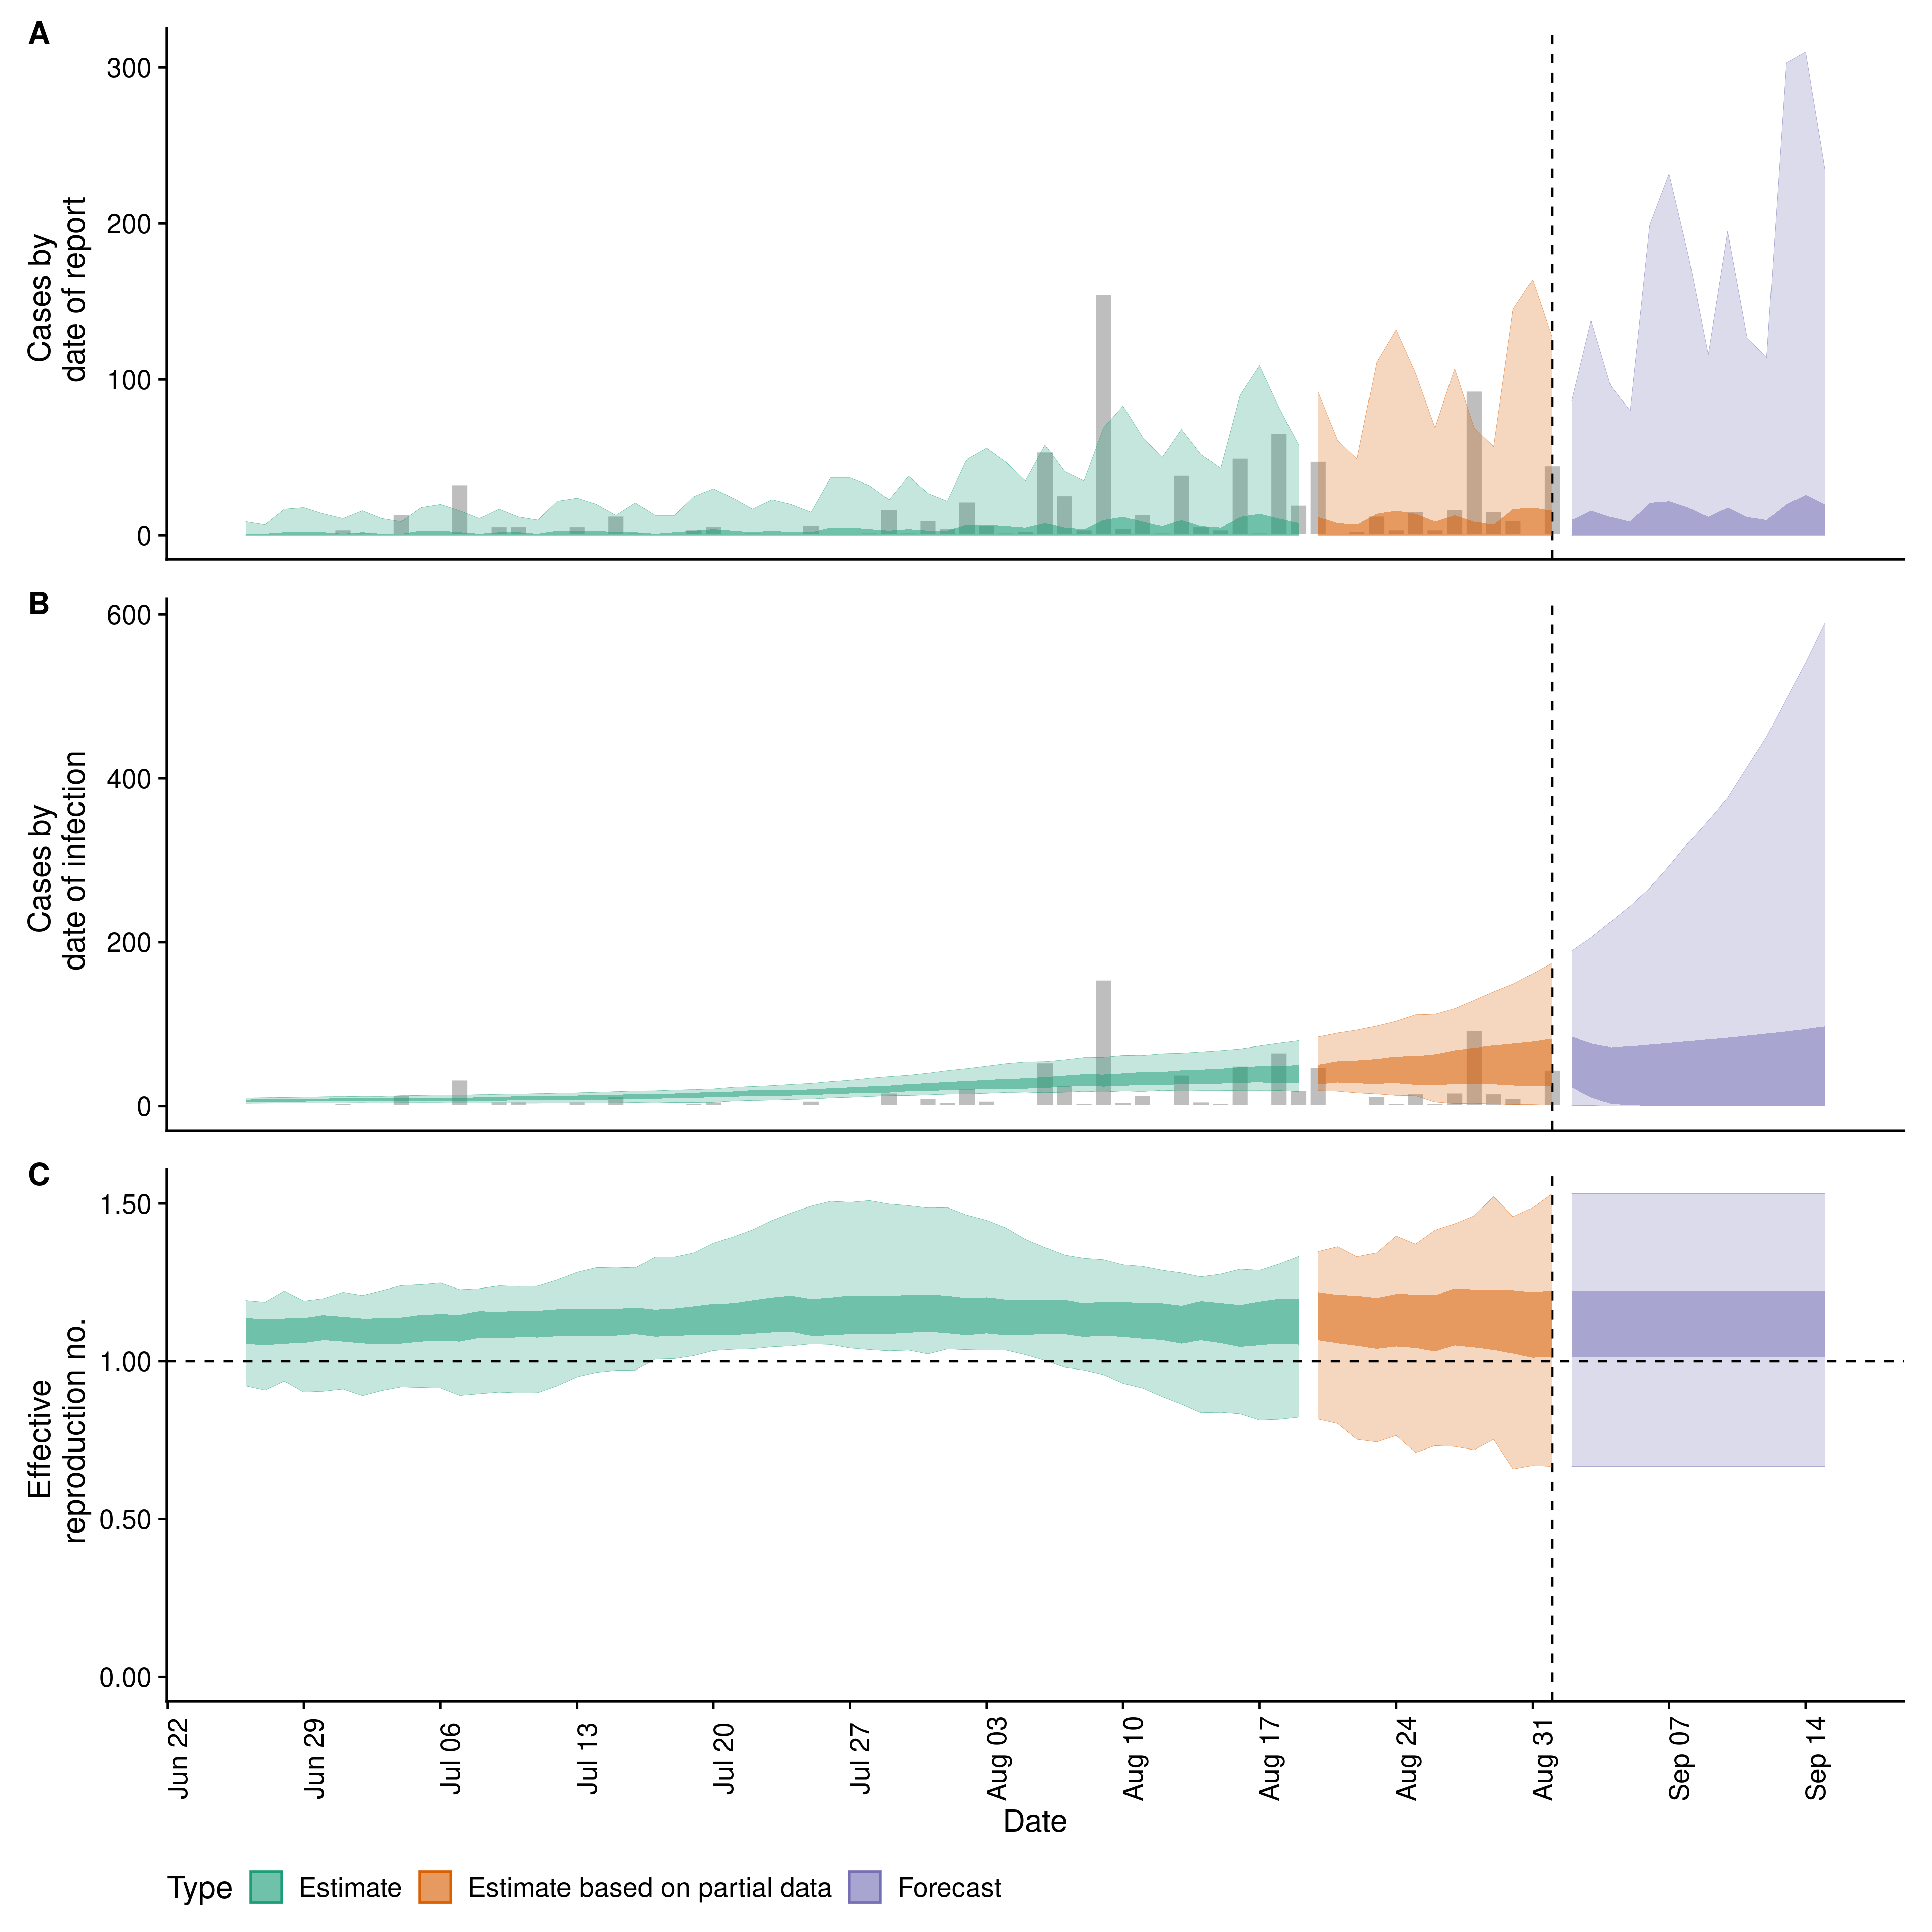 A
Cases by
date of report
300
200
100
0
B
Cases by
date of infection
600
400
200
0
C
Effective
reproduction no.
1.50
1.00
0.50
0.00
Jun 22
Jun 29
Jul 06
Jul 13
Jul 20
Jul 27
Aug 03
Aug 10
Aug 17
Aug 24
Aug 31
Sep 07
Sep 14
Date
Type Estimate Estimate based on partial data Forecast